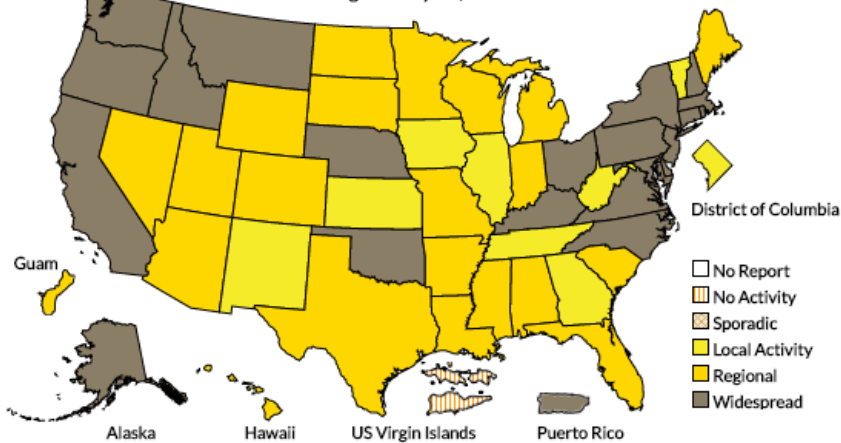 District of Columbia
Guam
No Report
No Activity
Sporadic
Local Activity
Regional
Widespread
Alaska
Hawaii
US Virgin Islands
Puerto Rico